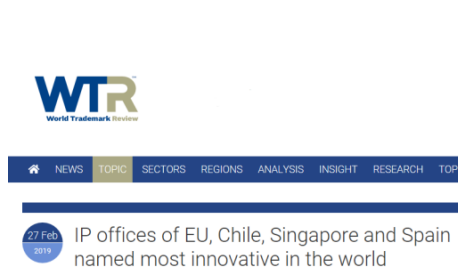 WTR
World Trademark Review
NEWS TOPIC SECTORS REGIONS ANALYSIS INSIGHT RESEARCH TOP
27 Feb
2019
IP offices of EU, Chile, Singapore and Spain
named most innovative in the world